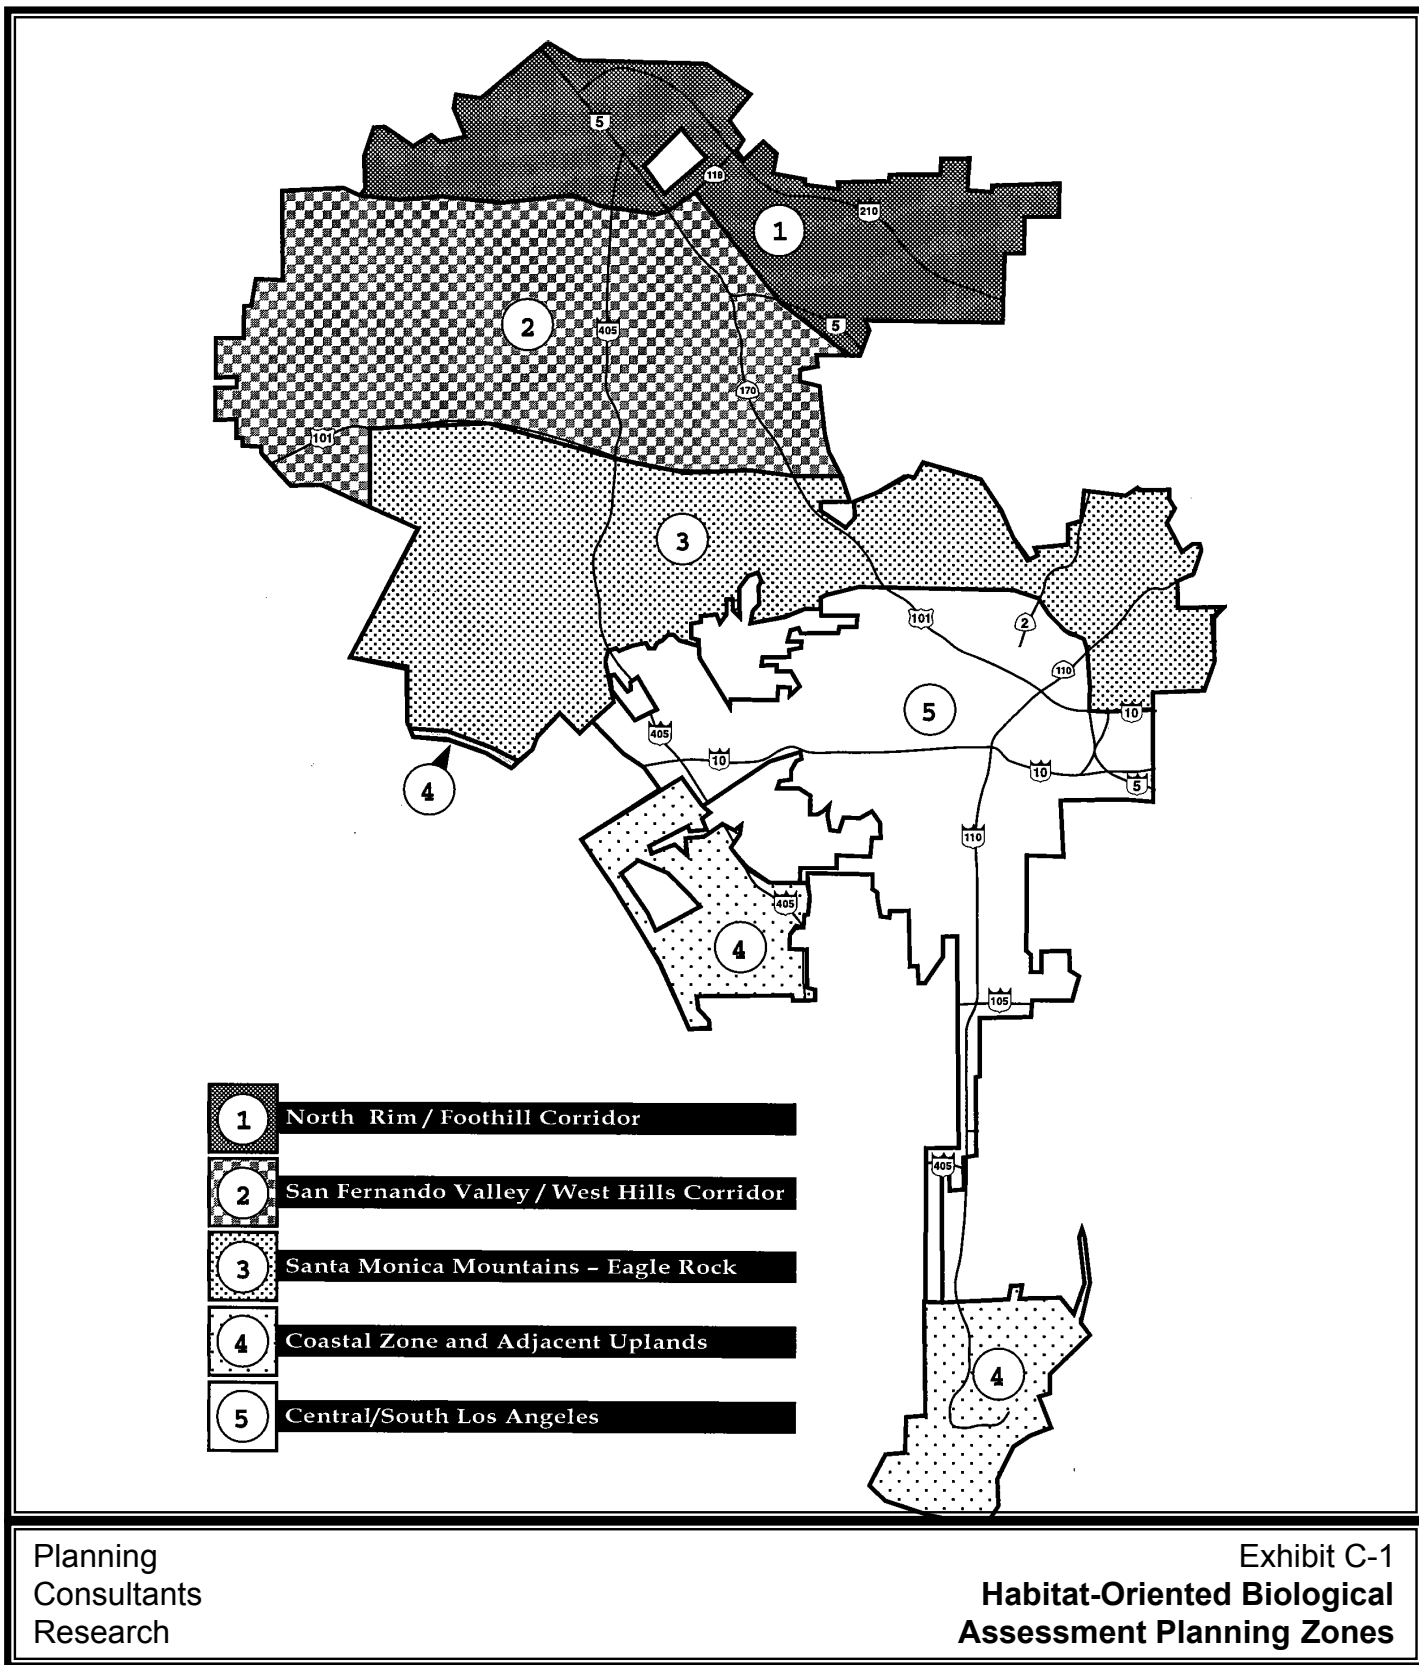 5
118
210
1
2
405
5
170
101
3
101
2
110
5
10
405
10
10
5
4
110
405
4
105
405
4
1 North Rim / Foothill Corridor
2 San Fernando Valley / West Hills Corridor
3 Santa Monica Mountains – Eagle Rock
4 Coastal Zone and Adjacent Uplands
5 Central/South Los Angeles
Planning
Consultants
Research
Exhibit C-1
Habitat-Oriented Biological
Assessment Planning Zones